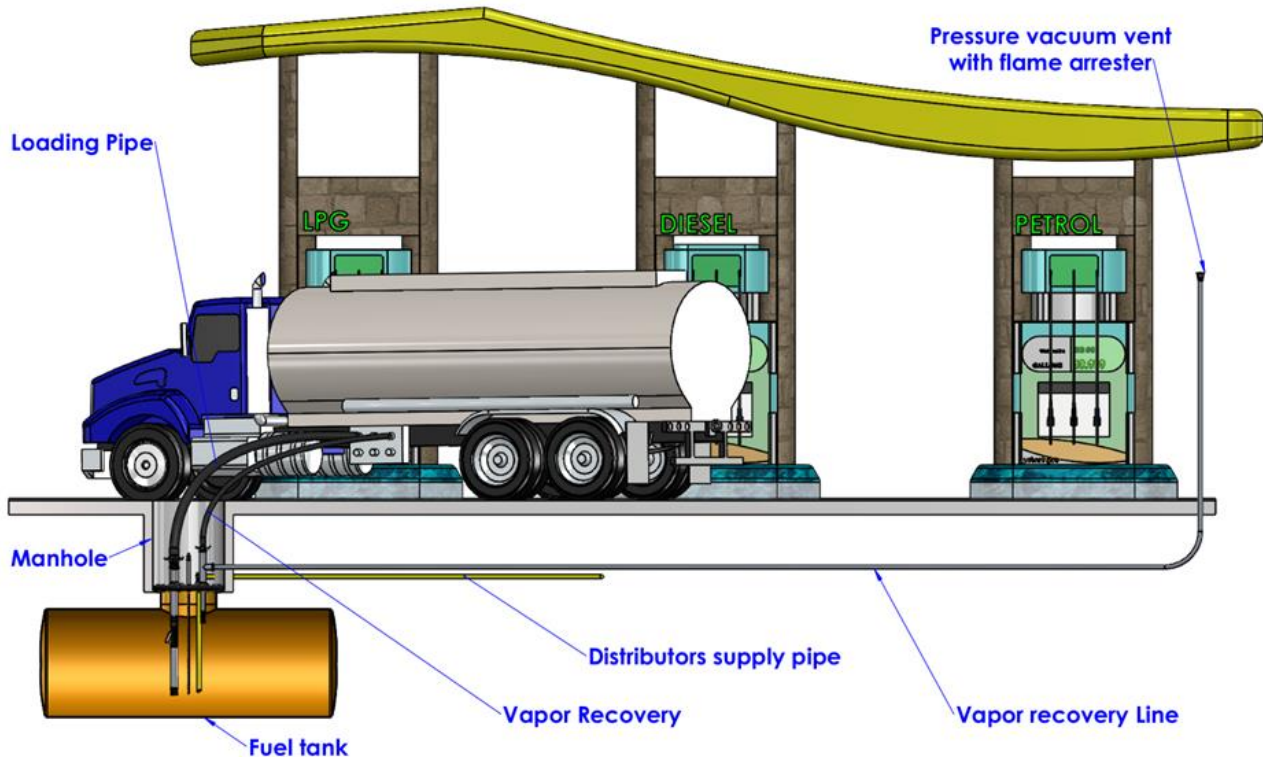 Pressure vacuum vent
with flame arrester
Loading Pipe
LPG
DIESEL
PETROL
Manhole
Distributors supply pipe
Vapor Recovery
Vapor recovery Line
Fuel tank